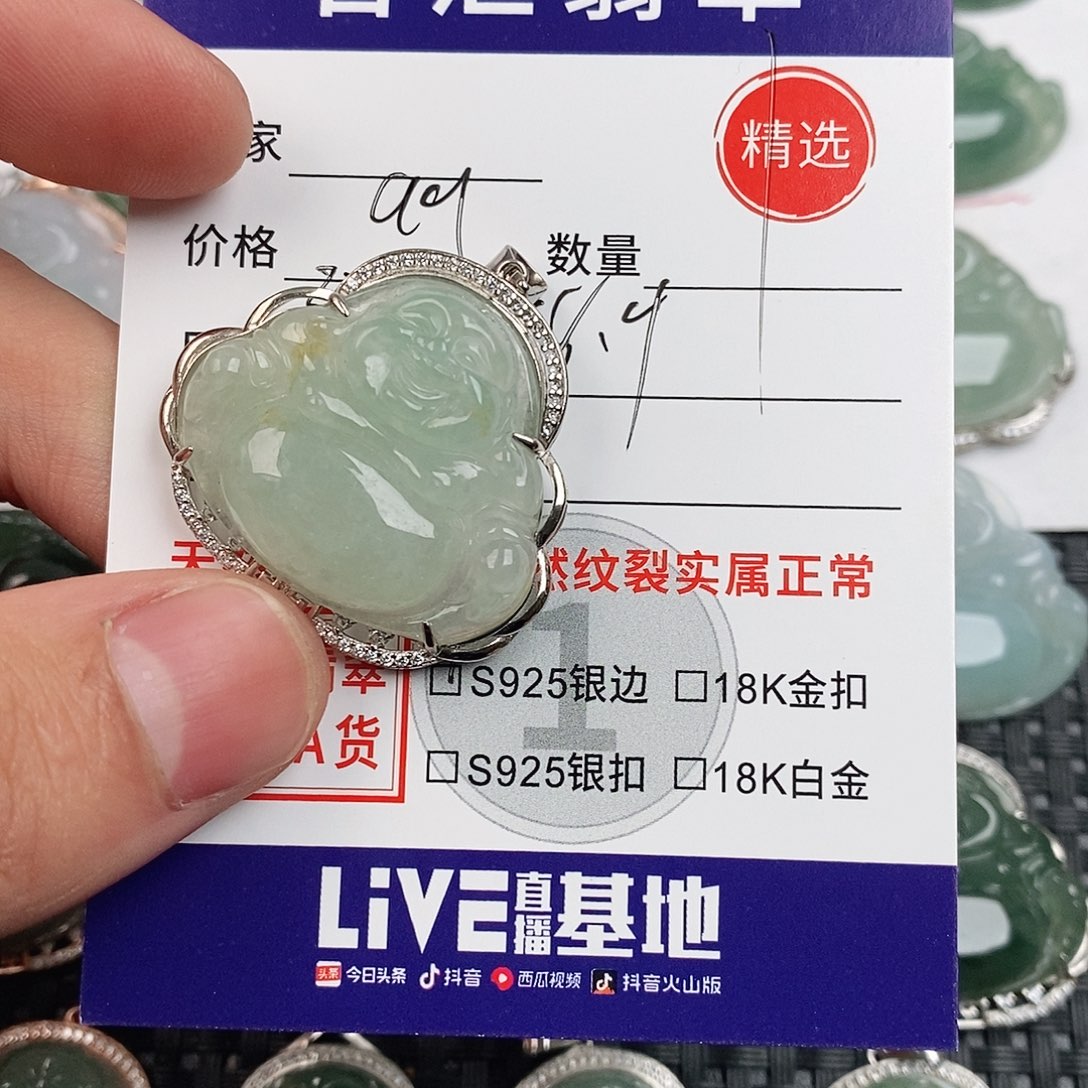 家
精选
价格
数量
然纹裂实属正常
翠
A货
S925银边 18K金扣
S925银扣 18K白金
1
LiVE直播基地
头条 今日头条 抖音 西瓜视频 抖音火山版